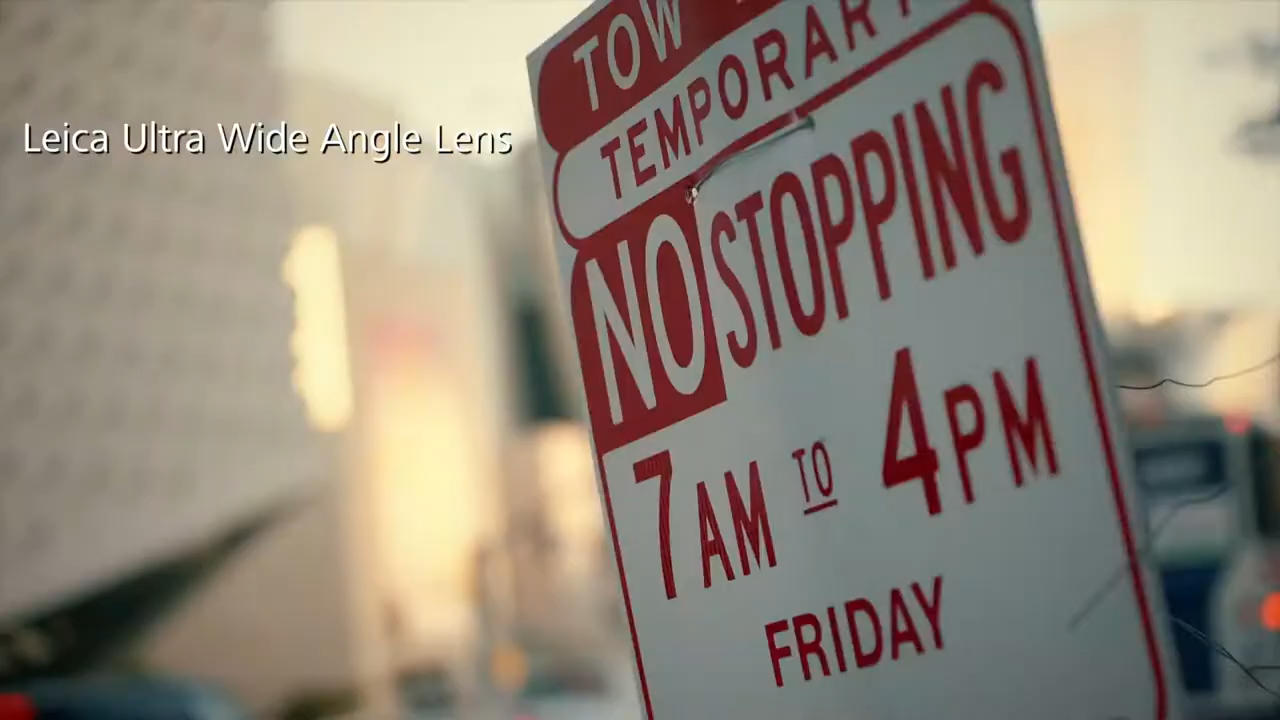 Leica Ultra Wide Angle Lens
TOW
TEMPORARY
NO STOPPING
7AM TO 4PM
FRIDAY